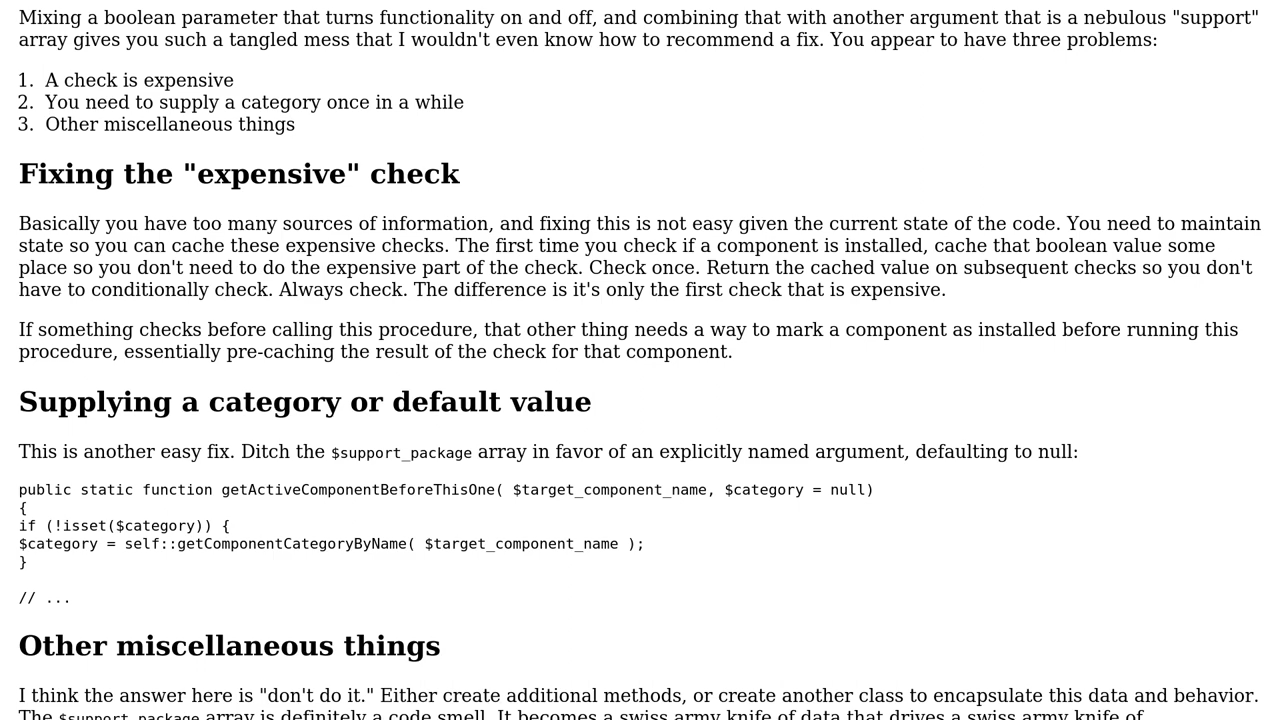 Mixing a boolean parameter that turns functionality on and off, and combining that with another argument that is a nebulous "support"
array gives you such a tangled mess that I wouldn't even know how to recommend a fix. You appear to have three problems:
1. A check is expensive
2. You need to supply a category once in a while
3. Other miscellaneous things
Fixing the "expensive" check
Basically you have too many sources of information, and fixing this is not easy given the current state of the code. You need to maintain
state so you can cache these expensive checks. The first time you check if a component is installed, cache that boolean value some
place so you don't need to do the expensive part of the check. Check once. Return the cached value on subsequent checks so you don't
have to conditionally check. Always check. The difference is it's only the first check that is expensive.
If something checks before calling this procedure, that other thing needs a way to mark a component as installed before running this
procedure, essentially pre-caching the result of the check for that component.
Supplying a category or default value
This is another easy fix. Ditch the $support_package array in favor of an explicitly named argument, defaulting to null:
public static function getActiveComponentBeforeThisOne( $target_component_name, $category = null)
{
if (!isset($category)) {
$category = self::getComponentCategoryByName( $target_component_name );
}
// ...
Other miscellaneous things
I think the answer here is "don't do it." Either create additional methods, or create another class to encapsulate this data and behavior.
The $support_package array is definitely a code smell. It becomes a swiss army knife of data that drives a swiss army knife of